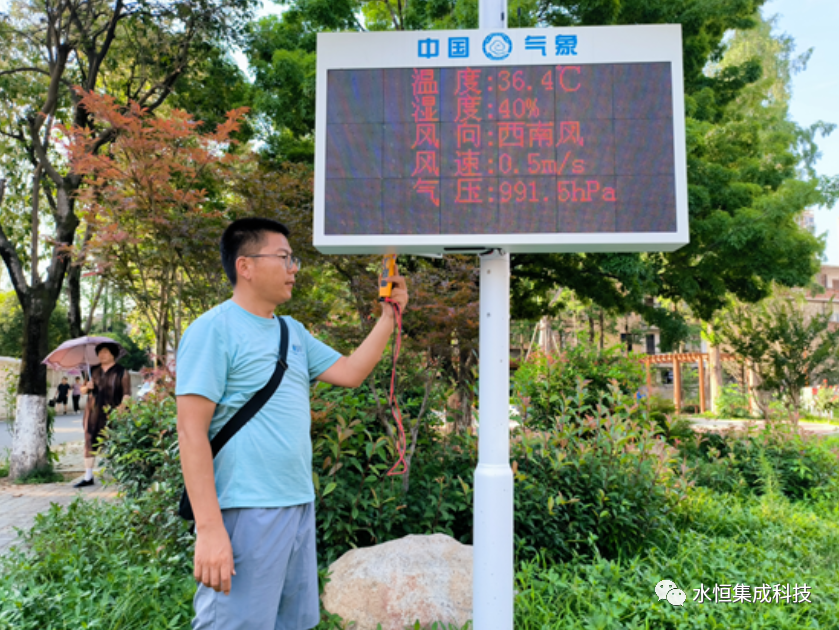 中国 气象
温 度:36.4℃
湿 度:40%
风 向:西南风
风 速:0.5m/s
气 压:991.5hPa
水恒集成科技